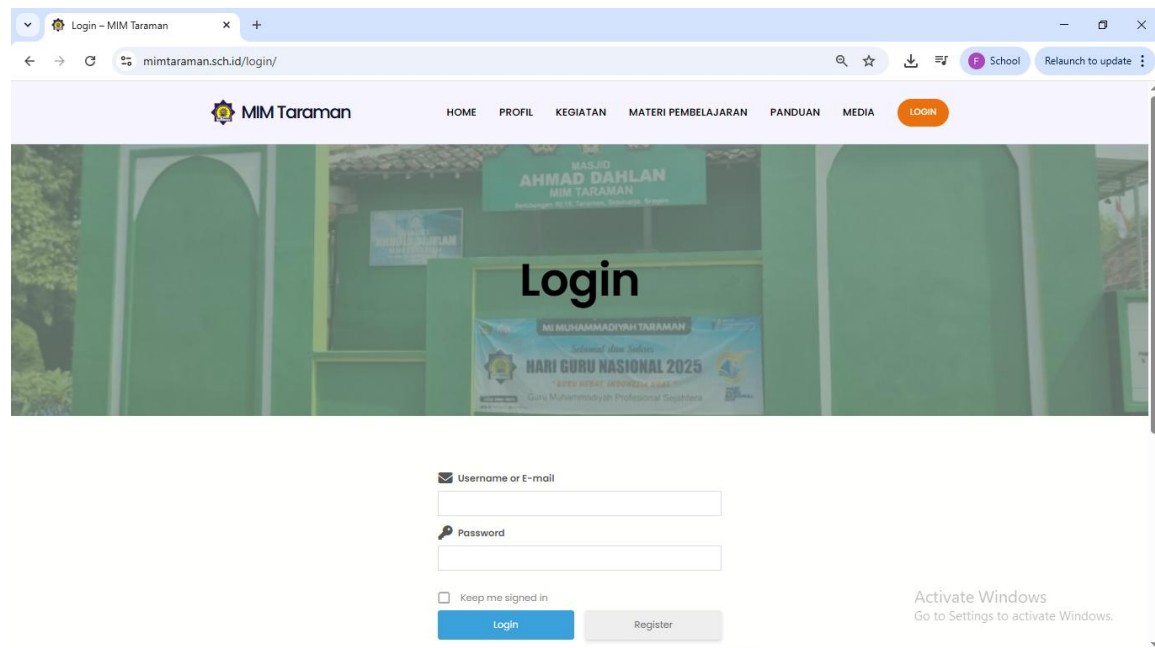 Login – MIM Taraman
mimtaraman.sch.id/login/
F School
Relaunch to update
MIM Taraman
HOME PROFIL KEGIATAN MATERI PEMBELAJARAN PANDUAN MEDIA LOGIN
MASJID
AHMAD DAHLAN
MIM TARAMAN
Login
MI MUHAMMADIYAH TARAMAN
Selamat dan Sukses
HARI GURU NASIONAL 2025
Guru Muhammadiyah Profesional Sejahtera
Username or E-mail
Password
Keep me signed in
Login Register
Activate Windows
Go to Settings to activate Windows.